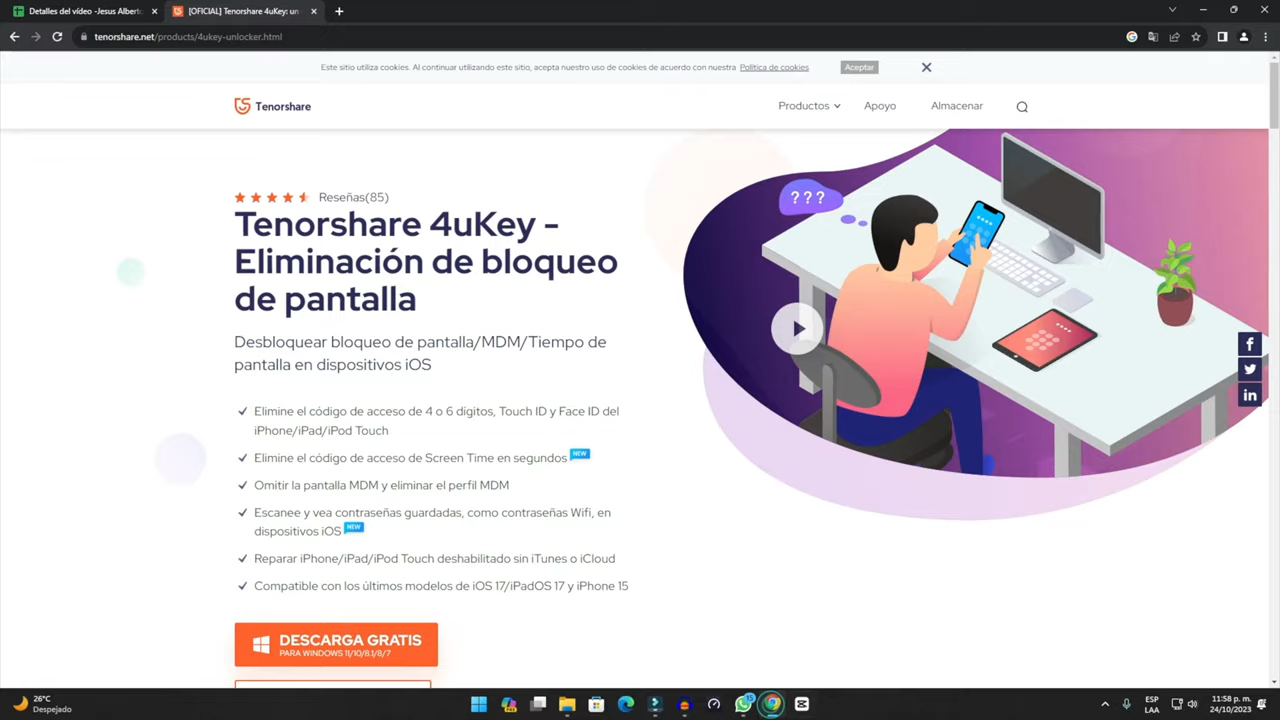 Detalles del vídeo -Jesus Albert
[OFICIAL] Tenorshare 4uKey: un
tenorshare.net/products/4ukey-unlocker.html
Este sitio utiliza cookies. Al continuar utilizando este sitio, acepta nuestro uso de cookies de acuerdo con nuestra Política de cookies
Aceptar
Tenorshare
Productos
Apoyo
Almacenar
Reseñas(85)
Tenorshare 4uKey -
Eliminación de bloqueo
de pantalla
???
Desbloquear bloqueo de pantalla/MDM/Tiempo de
pantalla en dispositivos iOS
Elimine el código de acceso de 4 o 6 dígitos, Touch ID y Face ID del
iPhone/iPad/iPod Touch
Elimine el código de acceso de Screen Time en segundos NEW
Omitir la pantalla MDM y eliminar el perfil MDM
Escanee y vea contraseñas guardadas, como contraseñas Wifi, en
dispositivos iOS NEW
Reparar iPhone/iPad/iPod Touch deshabilitado sin iTunes o iCloud
Compatible con los últimos modelos de iOS 17/iPadOS 17 y iPhone 15
DESCARGA GRATIS
PARA WINDOWS 11/10/8.1/8/7
26°C
Despejado
15
ESP
LAA
11:58 p. m.
24/10/2023